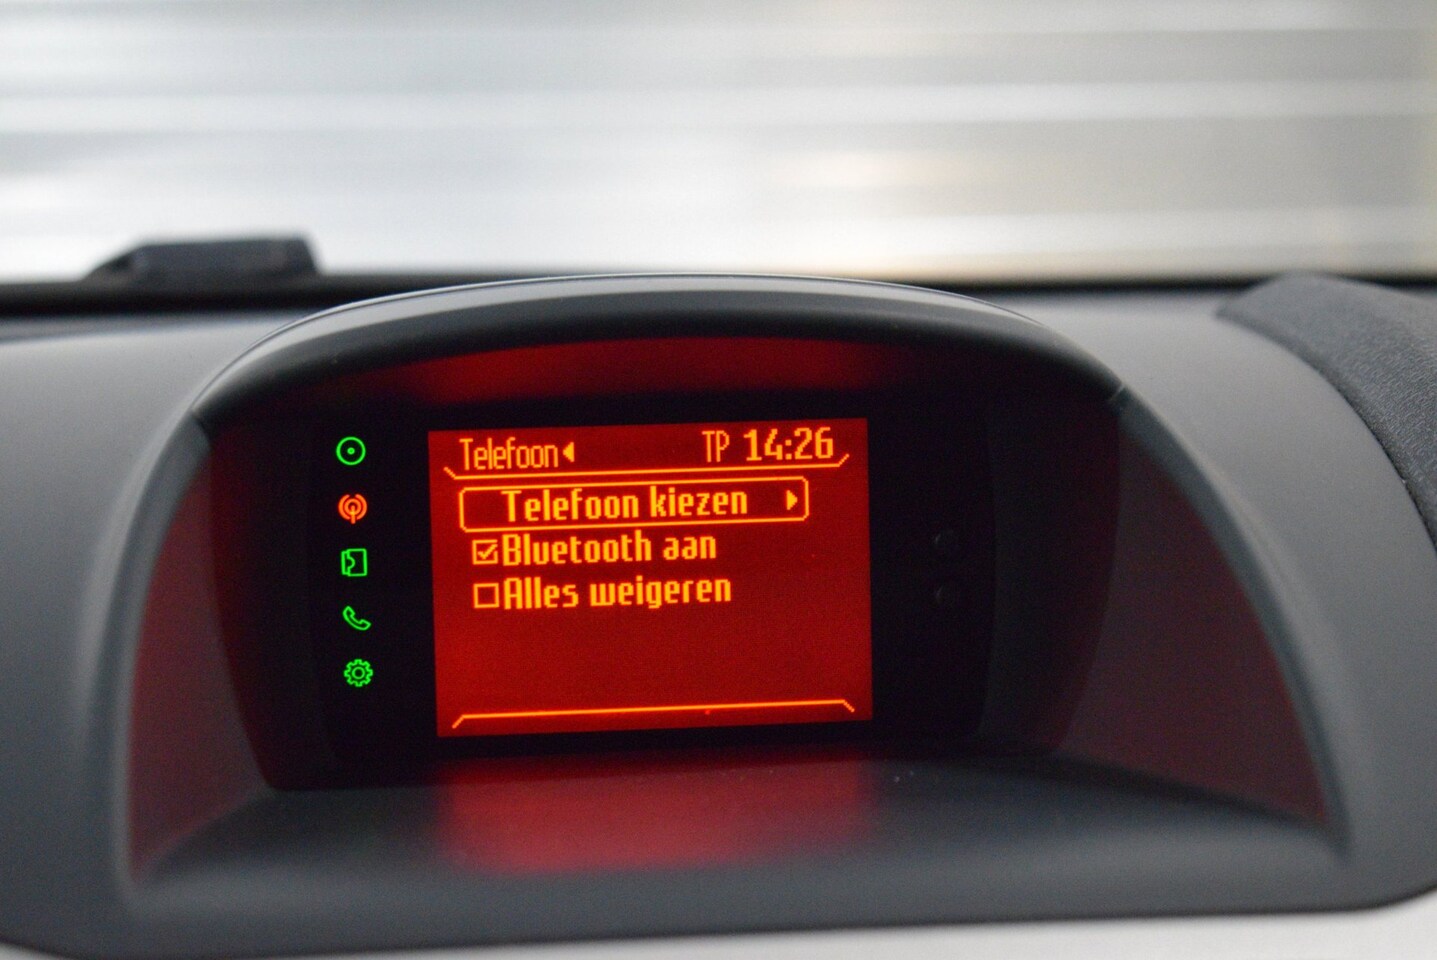 Telefoon TP 14:26
Telefoon kiezen
Bluetooth aan
Alles weigeren